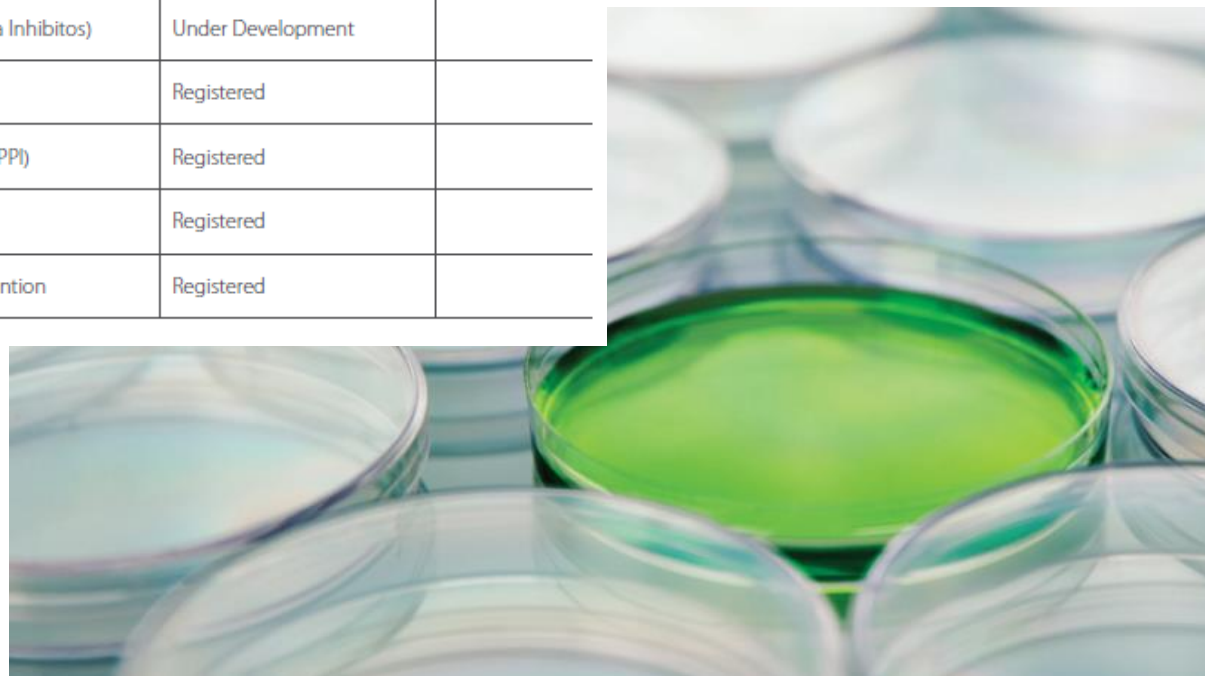 Inhibitos) Under Development
Registered
PPI) Registered
Registered
ntion Registered